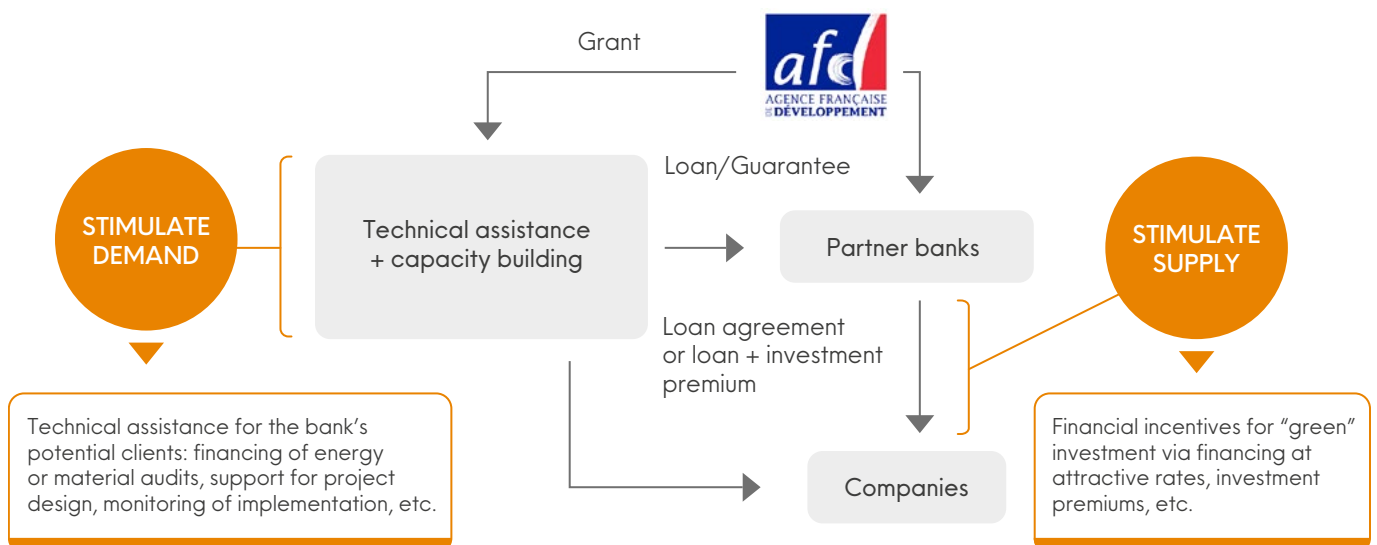 Grant
afd
AGENCE FRANÇAISE
DE DÉVELOPPEMENT
Loan/Guarantee
STIMULATE
DEMAND
Technical assistance
+ capacity building
Partner banks
STIMULATE
SUPPLY
Loan agreement
or loan + investment
premium
Technical assistance for the bank’s
potential clients: financing of energy
or material audits, support for project
design, monitoring of implementation, etc.
Companies
Financial incentives for “green”
investment via financing at
attractive rates, investment
premiums, etc.